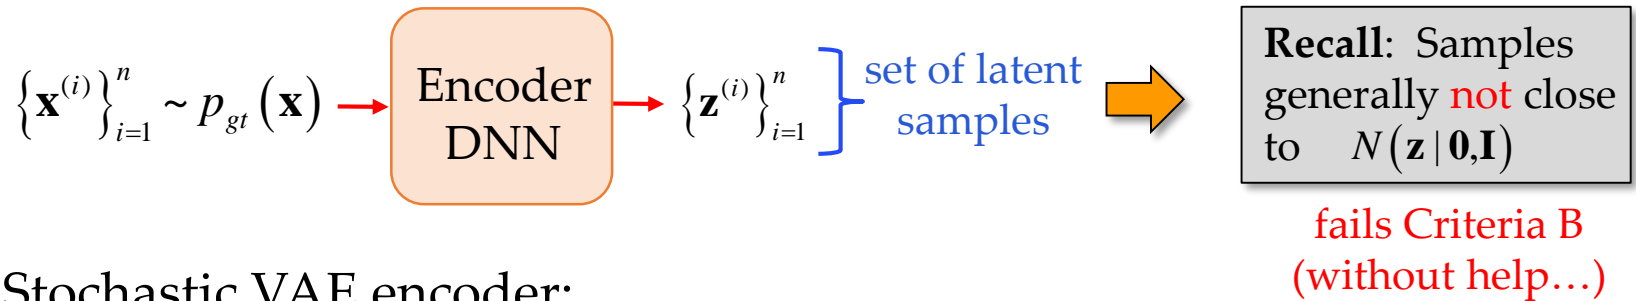 {x^(i)}_{i=1}^n ~ p_gt(x)
Encoder
DNN
{z^(i)}_{i=1}^n
set of latent
samples
Recall: Samples
generally not close
to N(z | 0,I)
fails Criteria B
(without help…)
Stochastic VAE encoder: